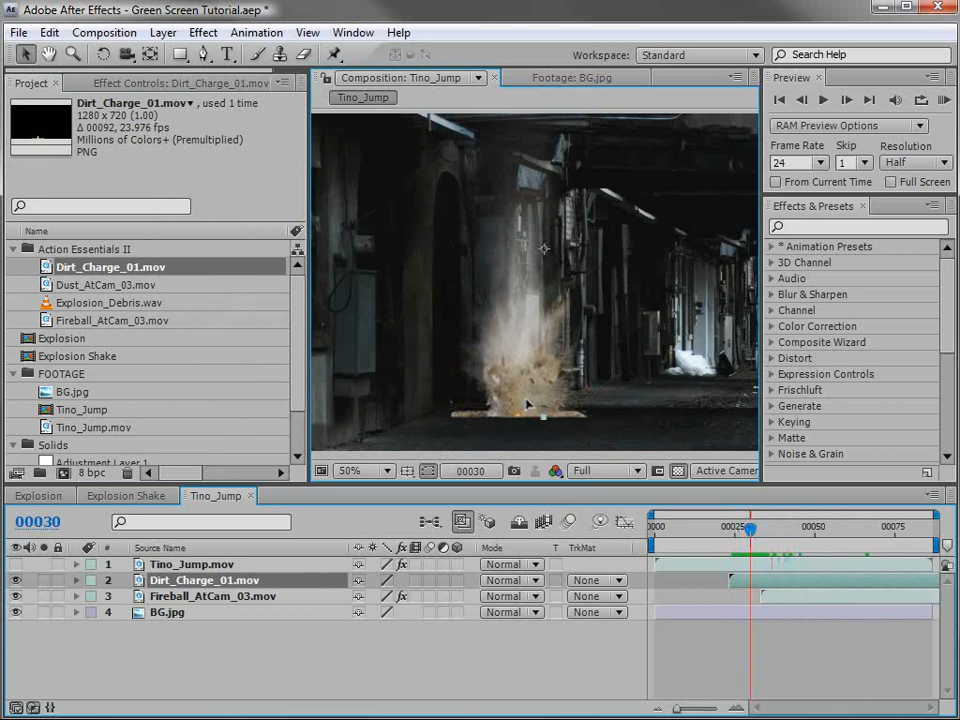 Adobe After Effects - Green Screen Tutorial.aep *
File Edit Composition Layer Effect Animation View Window Help
Workspace: Standard Search Help
Project Effect Controls: Dirt_Charge_01.mov
Composition: Tino_Jump Footage: BG.jpg
Preview
Tino_Jump
Dirt_Charge_01.mov, used 1 time
1280 x 720 (1.00)
Δ 00092, 23.976 fps
Millions of Colors+ (Premultiplied)
PNG
RAM Preview Options
Frame Rate Skip Resolution
24 1 Half
From Current Time Full Screen
Effects & Presets
Name
Action Essentials II
Dirt_Charge_01.mov
Dust_AtCam_03.mov
Explosion_Debris.wav
Fireball_AtCam_03.mov
Explosion
Explosion Shake
FOOTAGE
BG.jpg
Tino_Jump
Tino_Jump.mov
Solids
Adjustment Layer 1
8 bpc
* Animation Presets
3D Channel
Audio
Blur & Sharpen
Channel
Color Correction
Composite Wizard
Distort
Expression Controls
Frischluft
Generate
Keying
Matte
Noise & Grain
50% 00030 Full Active Camer
Explosion Explosion Shake Tino_Jump
00030
0000 00025 00050 00075
# Source Name fx Mode T TrkMat
1 Tino_Jump.mov fx Normal
2 Dirt_Charge_01.mov Normal None
3 Fireball_AtCam_03.mov fx Normal None
4 BG.jpg Normal None